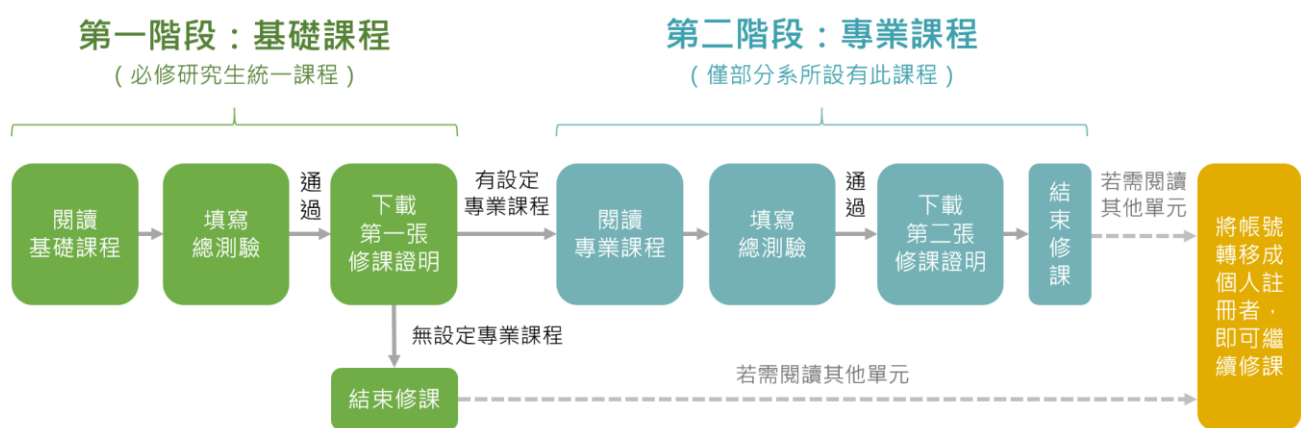 第一階段：基礎課程
（必修研究生統一課程）
第二階段：專業課程
（僅部分系所設有此課程）
閱讀
基礎課程
填寫
總測驗
通
過
下載
第一張
修課證明
有設定
專業課程
閱讀
專業課程
填寫
總測驗
通
過
下載
第二張
修課證明
結
束
修
課
若需閱讀
其他單元
將帳號
轉移成
個人註
冊者，
即可繼
續修課
無設定專業課程
結束修課
若需閱讀其他單元